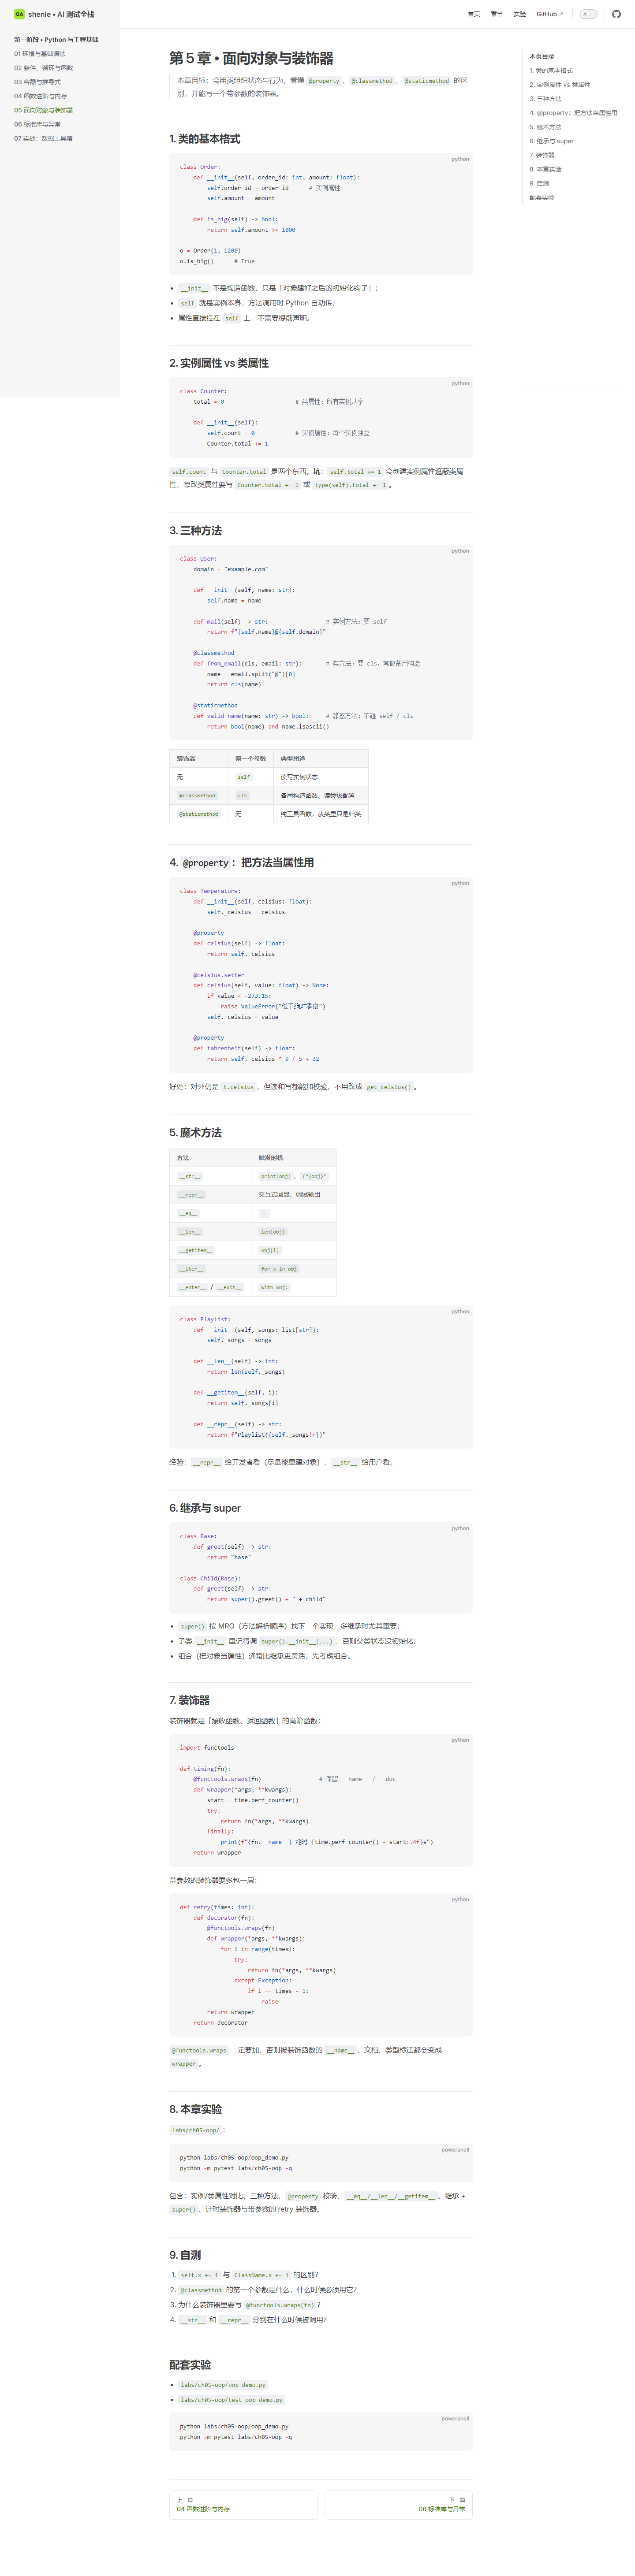 QA shenle • AI 测试全栈
首页 章节 实验 GitHub ↗
第一阶段 • Python 与工程基础
01 环境与基础语法
02 条件、循环与函数
03 容器与推导式
04 函数进阶与内存
05 面向对象与装饰器
06 标准库与异常
07 实战：数据工具箱
第 5 章 • 面向对象与装饰器
本章目标：会用类组织状态与行为，看懂 @property、@classmethod、@staticmethod 的区
别，并能写一个带参数的装饰器。
本页目录
1. 类的基本格式
2. 实例属性 vs 类属性
3. 三种方法
4. @property：把方法当属性用
5. 魔术方法
6. 继承与 super
7. 装饰器
8. 本章实验
9. 自测
配套实验
1. 类的基本格式
python
class Order:
    def __init__(self, order_id: int, amount: float):
        self.order_id = order_id      # 实例属性
        self.amount = amount
    def is_big(self) -> bool:
        return self.amount >= 1000
o = Order(1, 1200)
o.is_big()      # True
• __init__ 不是构造函数，只是「对象建好之后的初始化钩子」；
• self 就是实例本身，方法调用时 Python 自动传；
• 属性直接挂在 self 上，不需要提前声明。
2. 实例属性 vs 类属性
python
class Counter:
    total = 0                     # 类属性：所有实例共享
    def __init__(self):
        self.count = 0            # 实例属性：每个实例独立
        Counter.total += 1
self.count 与 Counter.total 是两个东西。坑：self.total += 1 会创建实例属性遮蔽类属
性，想改类属性要写 Counter.total += 1 或 type(self).total += 1。
3. 三种方法
python
class User:
    domain = "example.com"
    def __init__(self, name: str):
        self.name = name
    def mail(self) -> str:                 # 实例方法：要 self
        return f"{self.name}@{self.domain}"
    @classmethod
    def from_email(cls, email: str):       # 类方法：要 cls，常做备用构造
        name = email.split("@")[0]
        return cls(name)
    @staticmethod
    def valid_name(name: str) -> bool:     # 静态方法：不碰 self / cls
        return bool(name) and name.isascii()
装饰器 第一个参数 典型用途
无 self 读写实例状态
@classmethod cls 备用构造函数、读类级配置
@staticmethod 无 纯工具函数，放类里只是归类
4. @property：把方法当属性用
python
class Temperature:
    def __init__(self, celsius: float):
        self._celsius = celsius
    @property
    def celsius(self) -> float:
        return self._celsius
    @celsius.setter
    def celsius(self, value: float) -> None:
        if value < -273.15:
            raise ValueError("低于绝对零度")
        self._celsius = value
    @property
    def fahrenheit(self) -> float:
        return self._celsius * 9 / 5 + 32
好处：对外仍是 t.celsius，但读和写都能加校验，不用改成 get_celsius()。
5. 魔术方法
方法 触发时机
__str__ print(obj)、f"{obj}"
__repr__ 交互式回显、调试输出
__eq__ ==
__len__ len(obj)
__getitem__ obj[i]
__iter__ for x in obj
__enter__ / __exit__ with obj:
python
class Playlist:
    def __init__(self, songs: list[str]):
        self._songs = songs
    def __len__(self) -> int:
        return len(self._songs)
    def __getitem__(self, i):
        return self._songs[i]
    def __repr__(self) -> str:
        return f"Playlist({self._songs!r})"
经验：__repr__ 给开发者看（尽量能重建对象），__str__ 给用户看。
6. 继承与 super
python
class Base:
    def greet(self) -> str:
        return "base"
class Child(Base):
    def greet(self) -> str:
        return super().greet() + " + child"
• super() 按 MRO（方法解析顺序）找下一个实现，多继承时尤其重要；
• 子类 __init__ 里记得调 super().__init__(...)，否则父类状态没初始化；
• 组合（把对象当属性）通常比继承更灵活，先考虑组合。
7. 装饰器
装饰器就是「接收函数、返回函数」的高阶函数：
python
import functools
def timing(fn):
    @functools.wraps(fn)                 # 保留 __name__ / __doc__
    def wrapper(*args, **kwargs):
        start = time.perf_counter()
        try:
            return fn(*args, **kwargs)
        finally:
            print(f"{fn.__name__} 耗时 {time.perf_counter() - start:.4f}s")
    return wrapper
带参数的装饰器要多包一层：
python
def retry(times: int):
    def decorator(fn):
        @functools.wraps(fn)
        def wrapper(*args, **kwargs):
            for i in range(times):
                try:
                    return fn(*args, **kwargs)
                except Exception:
                    if i == times - 1:
                        raise
        return wrapper
    return decorator
@functools.wraps 一定要加，否则被装饰函数的 __name__、文档、类型标注都会变成
wrapper。
8. 本章实验
labs/ch05-oop/：
powershell
python labs/ch05-oop/oop_demo.py
python -m pytest labs/ch05-oop -q
包含：实例/类属性对比、三种方法、@property 校验、__eq__/__len__/__getitem__、继承 +
super()、计时装饰器与带参数的 retry 装饰器。
9. 自测
1. self.x += 1 与 ClassName.x += 1 的区别？
2. @classmethod 的第一个参数是什么，什么时候必须用它？
3. 为什么装饰器里要写 @functools.wraps(fn)？
4. __str__ 和 __repr__ 分别在什么时候被调用？
配套实验
• labs/ch05-oop/oop_demo.py
• labs/ch05-oop/test_oop_demo.py
powershell
python labs/ch05-oop/oop_demo.py
python -m pytest labs/ch05-oop -q
上一篇
04 函数进阶与内存
下一篇
06 标准库与异常